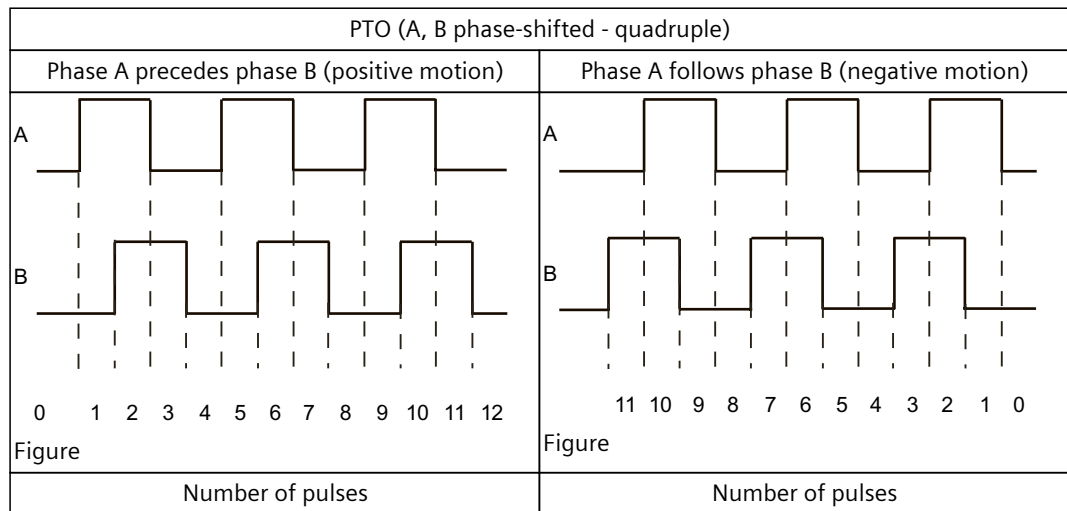 PTO (A, B phase-shifted - quadruple)
Phase A precedes phase B (positive motion)
Phase A follows phase B (negative motion)
A
B
0 1 2 3 4 5 6 7 8 9 10 11 12
Figure
A
B
11 10 9 8 7 6 5 4 3 2 1 0
Figure
Number of pulses
Number of pulses